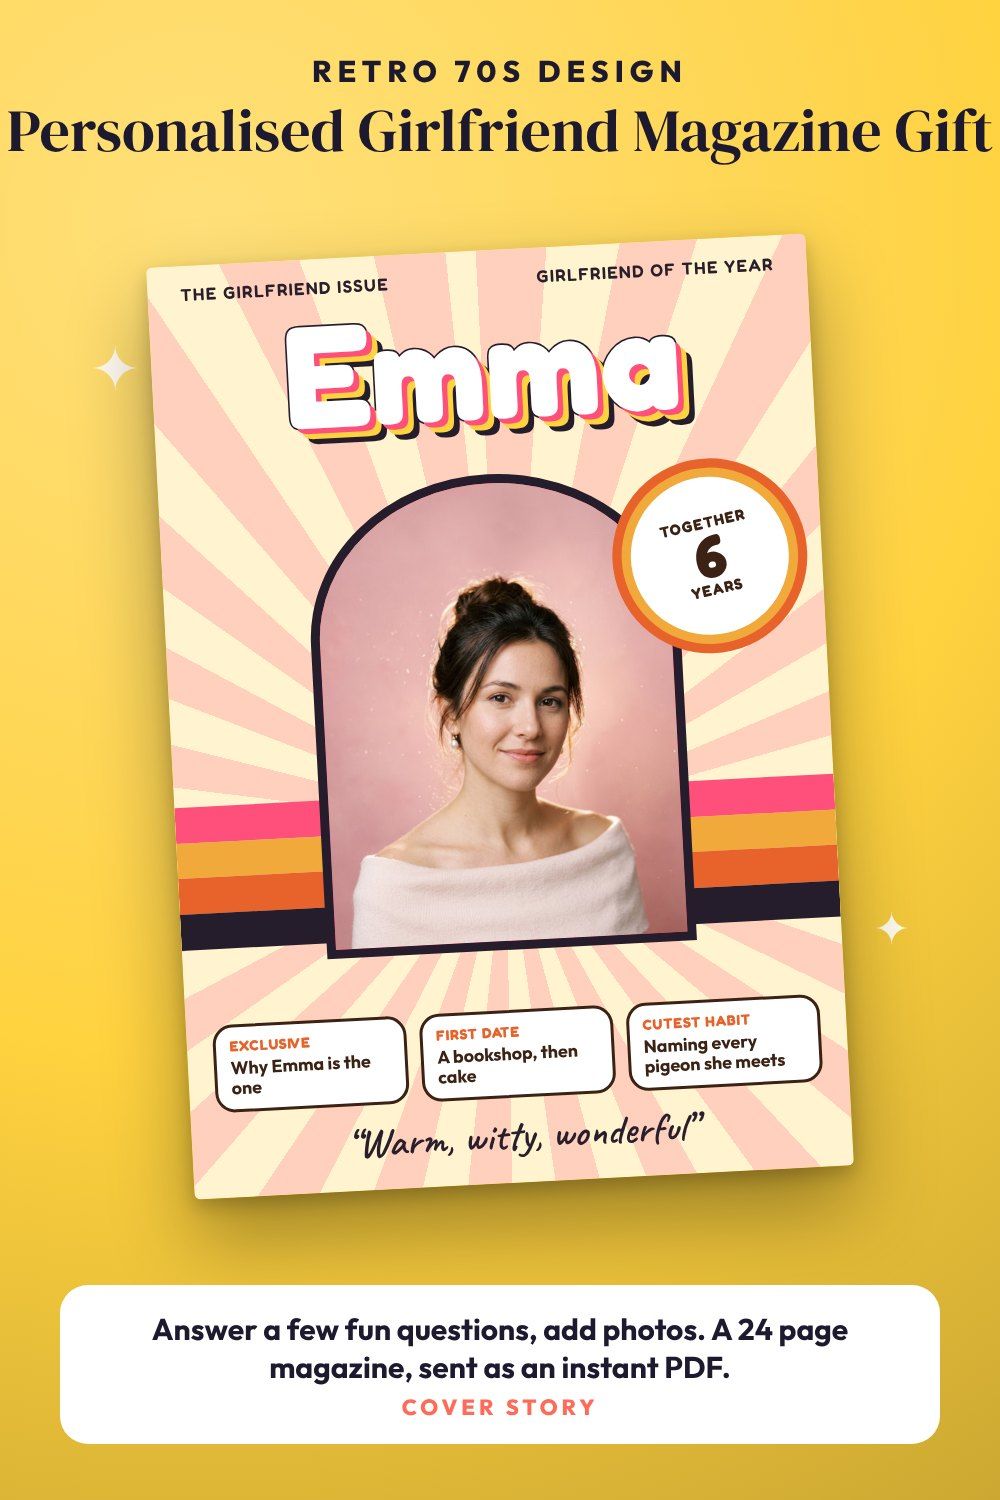 RETRO 70S DESIGN
Personalised Girlfriend Magazine Gift
THE GIRLFRIEND ISSUE
GIRLFRIEND OF THE YEAR
Emma
TOGETHER
6
YEARS
EXCLUSIVE
Why Emma is the
one
FIRST DATE
A bookshop, then
cake
CUTEST HABIT
Naming every
pigeon she meets
“Warm, witty, wonderful”
Answer a few fun questions, add photos. A 24 page
magazine, sent as an instant PDF.
COVER STORY